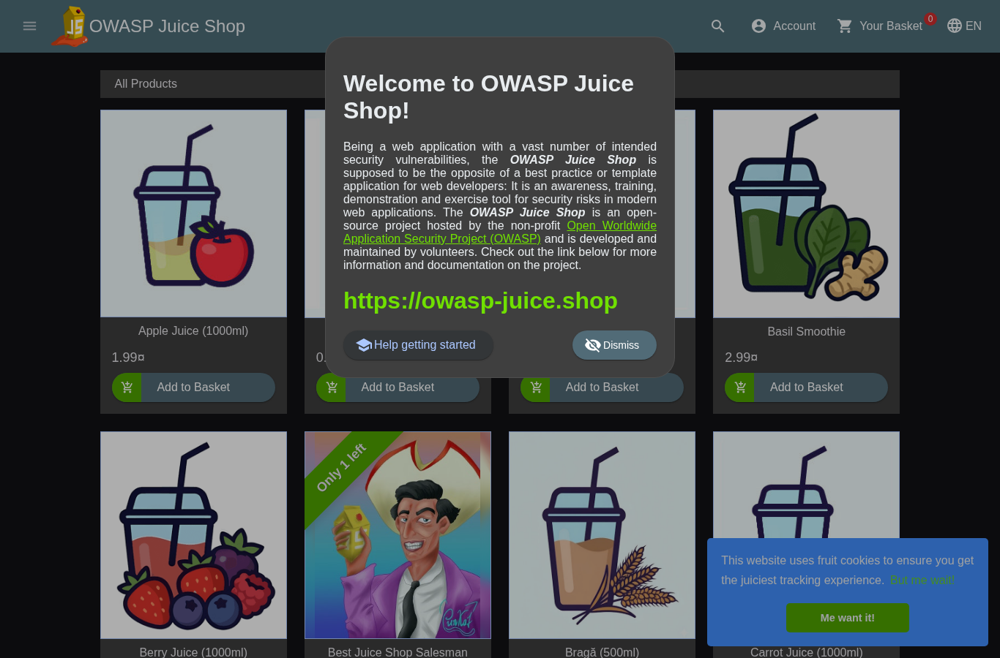 OWASP Juice Shop
Account
Your Basket
0
EN
All Products
Welcome to OWASP Juice
Shop!
Being a web application with a vast number of intended
security vulnerabilities, the OWASP Juice Shop is
supposed to be the opposite of a best practice or template
application for web developers: It is an awareness, training,
demonstration and exercise tool for security risks in modern
web applications. The OWASP Juice Shop is an open-
source project hosted by the non-profit Open Worldwide
Application Security Project (OWASP) and is developed and
maintained by volunteers. Check out the link below for more
information and documentation on the project.
https://owasp-juice.shop
Help getting started
Dismiss
Apple Juice (1000ml)
Basil Smoothie
1.99¤
0.
2.99¤
Add to Basket
Add to Basket
Add to Basket
Add to Basket
Only 1 left
This website uses fruit cookies to ensure you get
the juiciest tracking experience. But me wait!
Me want it!
Berry Juice (1000ml)
Best Juice Shop Salesman
Bragă (500ml)
Carrot Juice (1000ml)